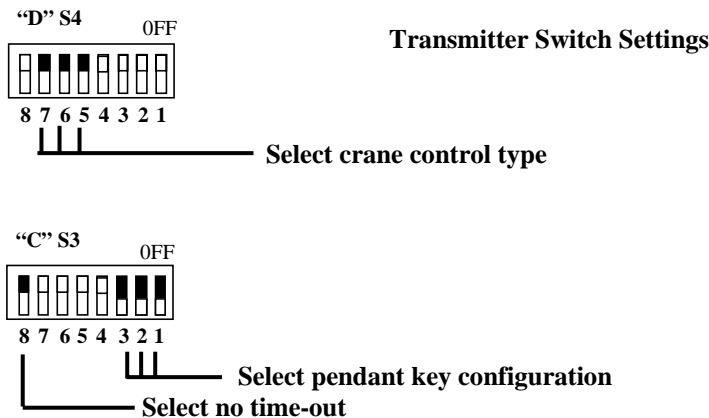 “D” S4
0FF
Transmitter Switch Settings
8 7 6 5 4 3 2 1
Select crane control type
“C” S3
0FF
8 7 6 5 4 3 2 1
Select pendant key configuration
Select no time-out